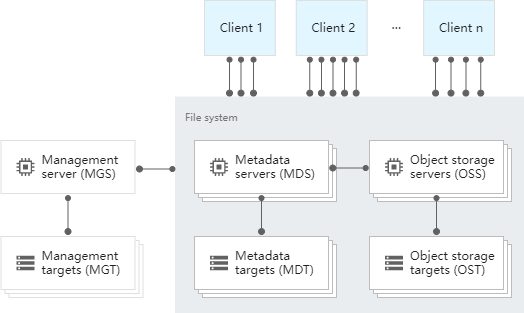 Client 1
Client 2
...
Client n
File system
Management
server (MGS)
Metadata
servers (MDS)
Object storage
servers (OSS)
Management
targets (MGT)
Metadata
targets (MDT)
Object storage
targets (OST)